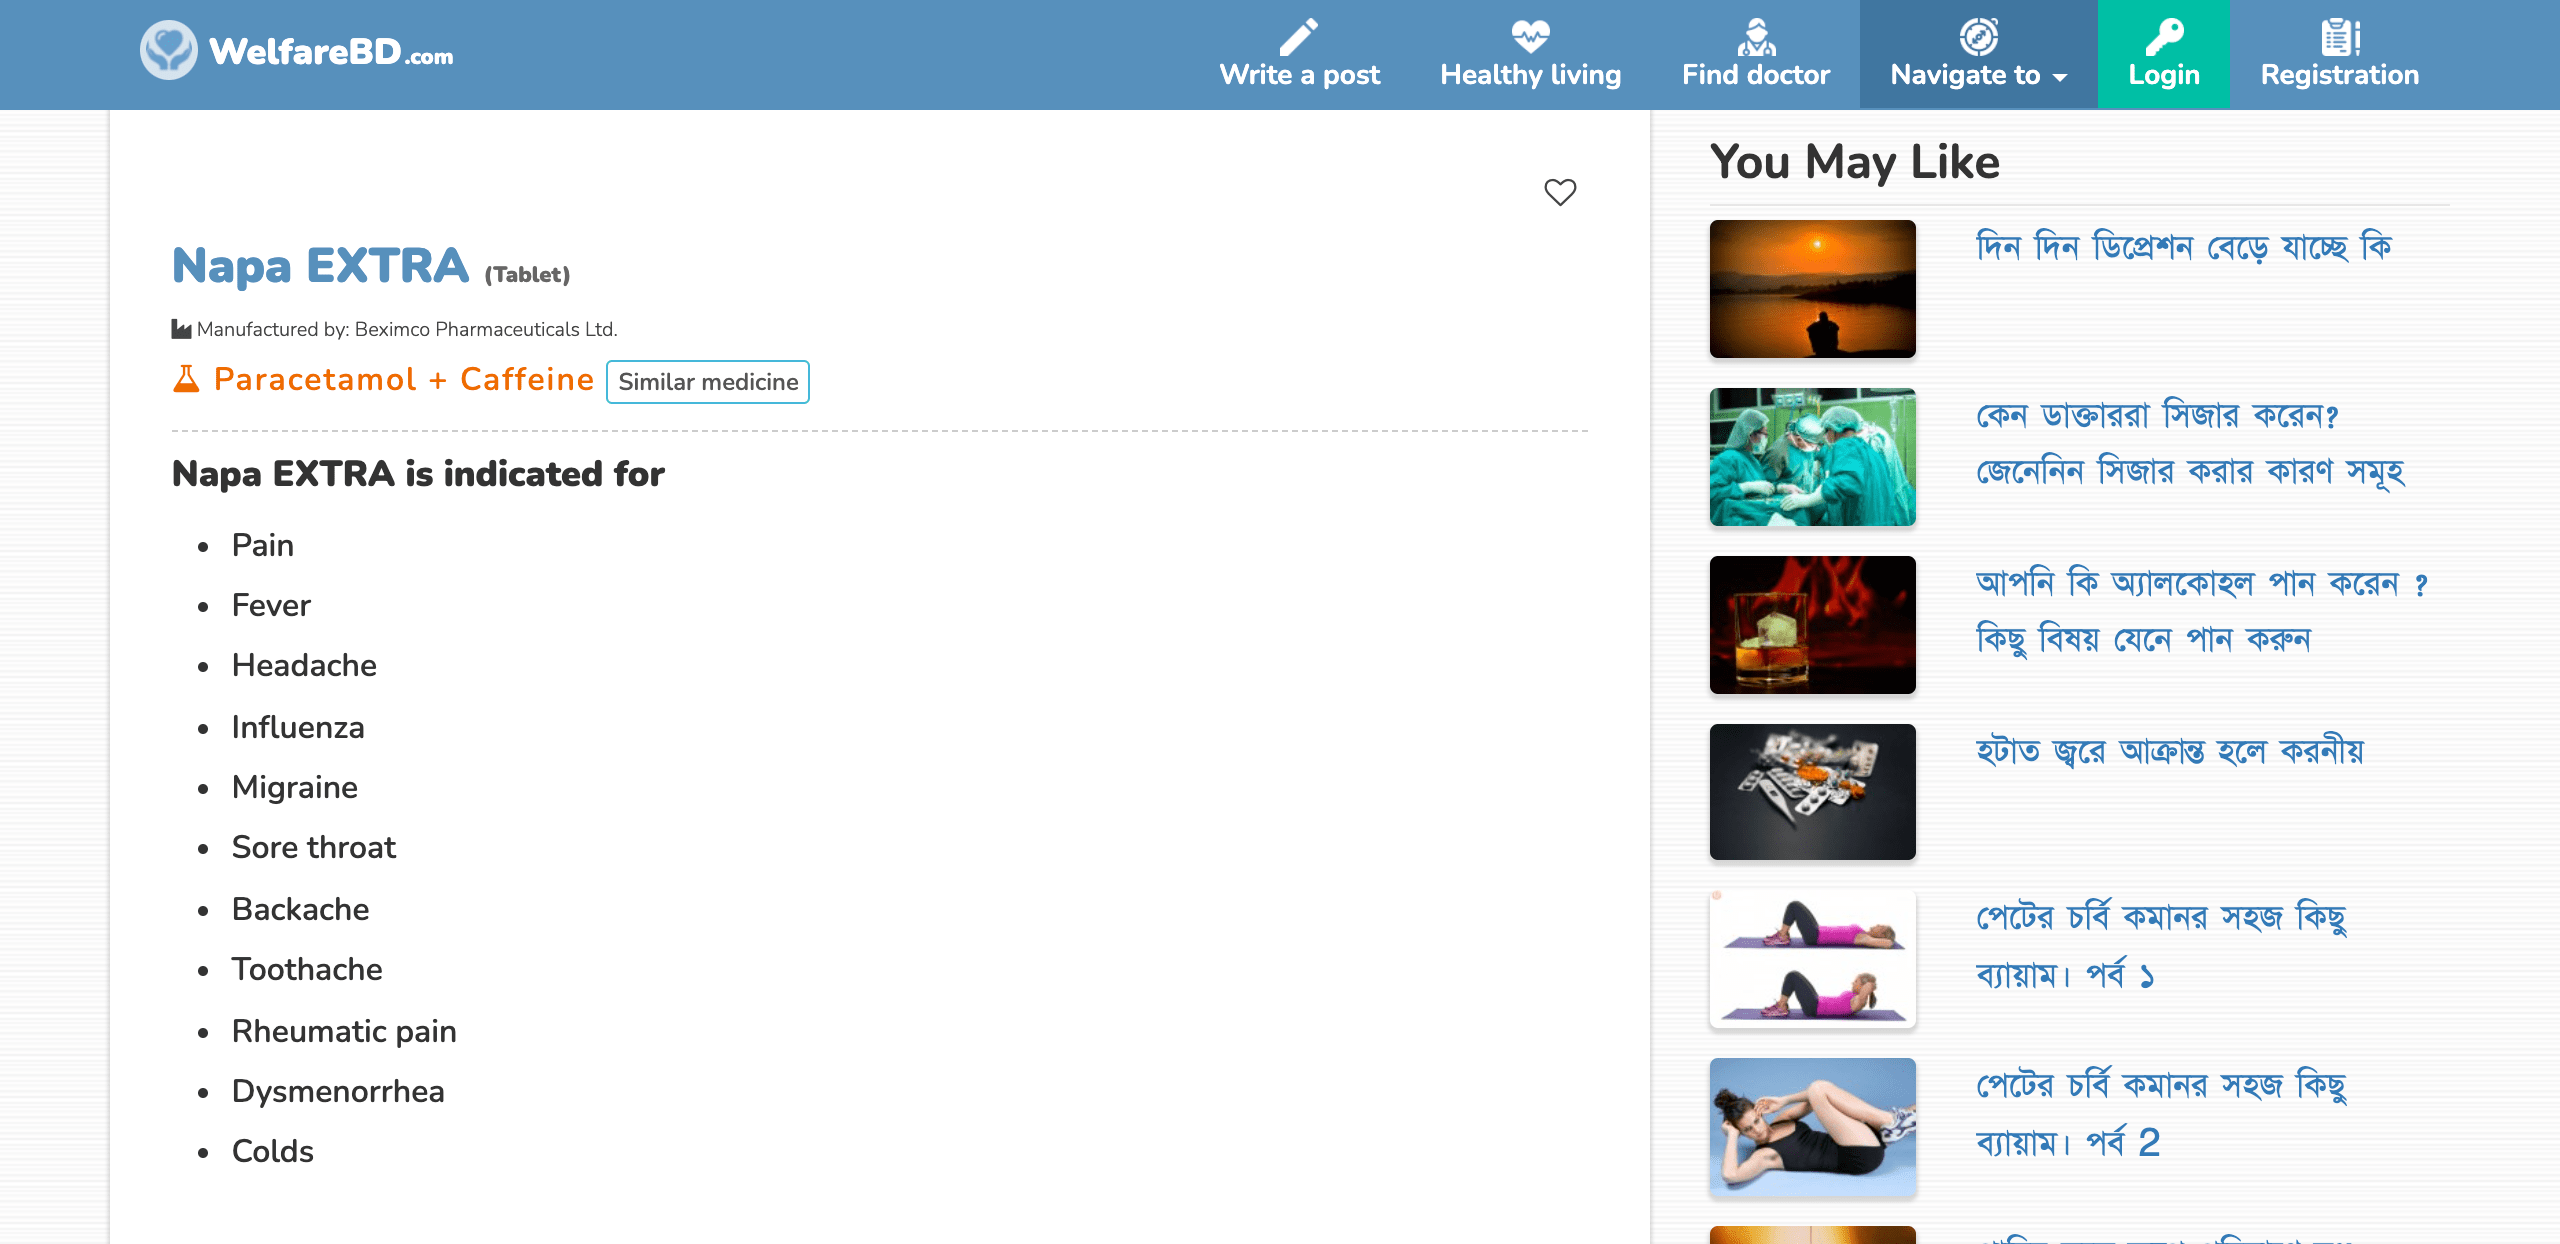 WelfareBD.com
Write a post
Healthy living
Find doctor
Navigate to
Login
Registration
Napa EXTRA (Tablet)
Manufactured by: Beximco Pharmaceuticals Ltd.
Paracetamol + Caffeine Similar medicine
Napa EXTRA is indicated for
Pain
Fever
Headache
Influenza
Migraine
Sore throat
Backache
Toothache
Rheumatic pain
Dysmenorrhea
Colds
You May Like
দিন দিন ডিপ্রেশন বেড়ে যাচ্ছে কি
কেন ডাক্তাররা সিজার করেন?
জেনেনিন সিজার করার কারণ সমূহ
আপনি কি অ্যালকোহল পান করেন ?
কিছু বিষয় যেনে পান করুন
হটাত জ্বরে আক্রান্ত হলে করনীয়
পেটের চর্বি কমানর সহজ কিছু
ব্যায়াম। পর্ব ১
পেটের চর্বি কমানর সহজ কিছু
ব্যায়াম। পর্ব 2